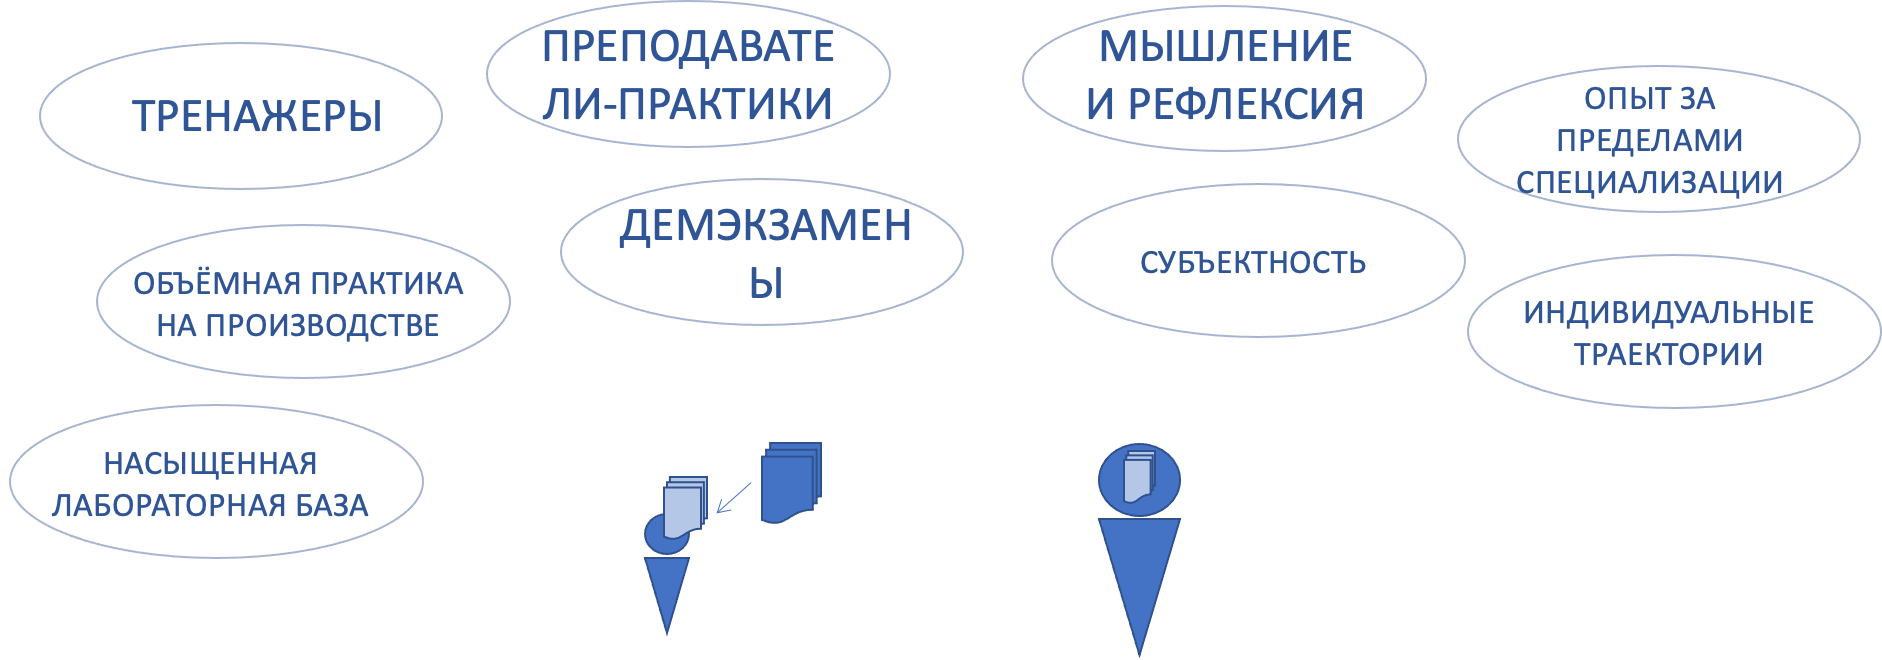 ТРЕНАЖЕРЫ
ПРЕПОДАВАТЕ
ЛИ-ПРАКТИКИ
МЫШЛЕНИЕ
И РЕФЛЕКСИЯ
ОПЫТ ЗА
ПРЕДЕЛАМИ
СПЕЦИАЛИЗАЦИИ
ОБЪЁМНАЯ ПРАКТИКА
НА ПРОИЗВОДСТВЕ
ДЕМЭКЗАМЕН
Ы
СУБЪЕКТНОСТЬ
ИНДИВИДУАЛЬНЫЕ
ТРАЕКТОРИИ
НАСЫЩЕННАЯ
ЛАБОРАТОРНАЯ БАЗА